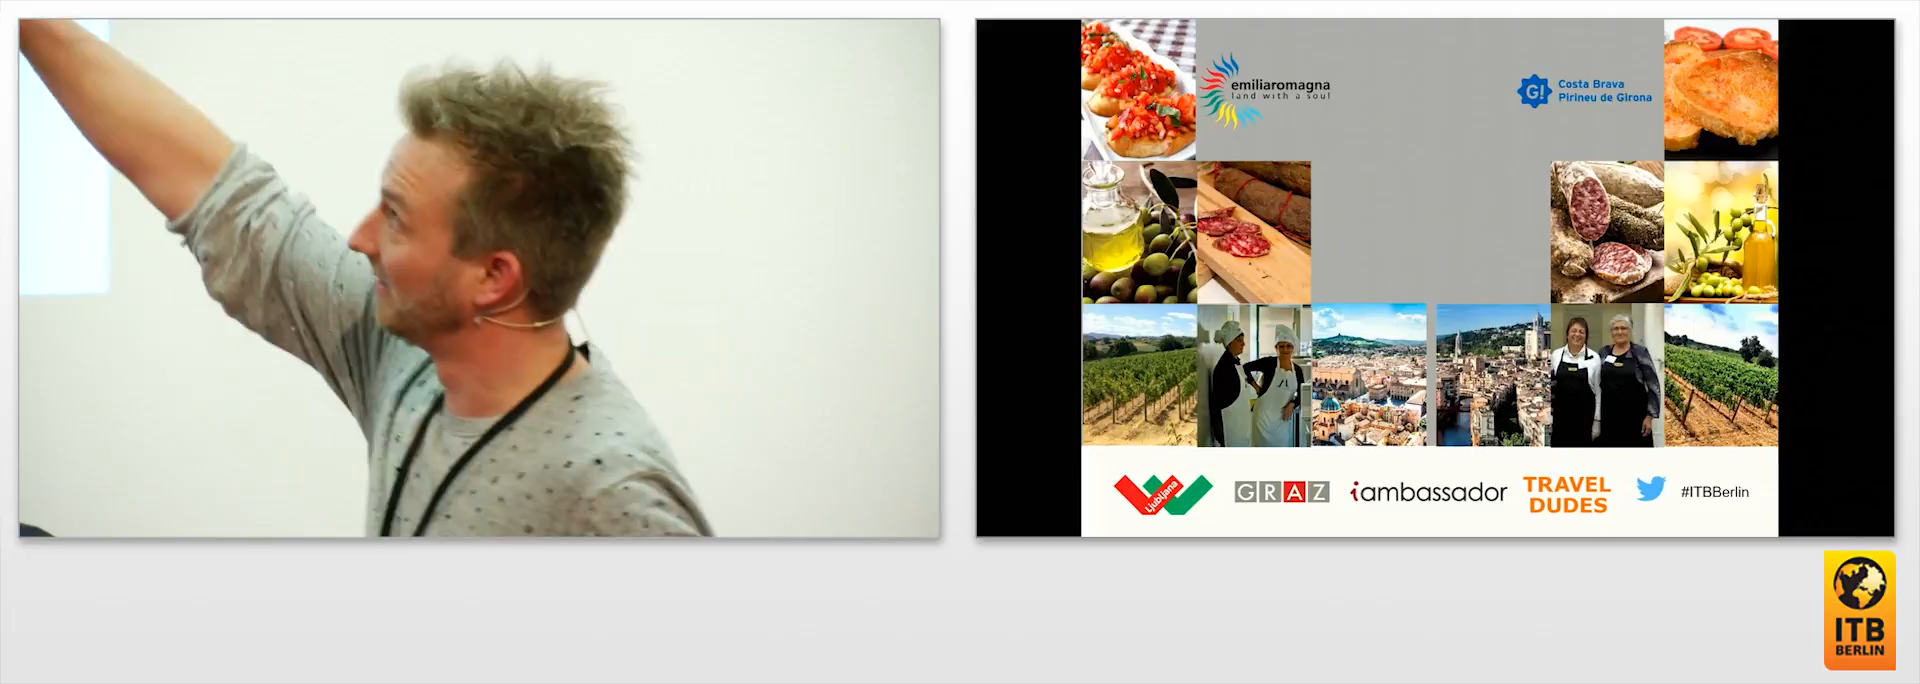 emiliaromagna
land with a soul
G!
Costa Brava
Pirineu de Girona
Ljubljana
GRAZ
iambassador
TRAVEL
DUDES
#ITBBerlin
ITB
BERLIN